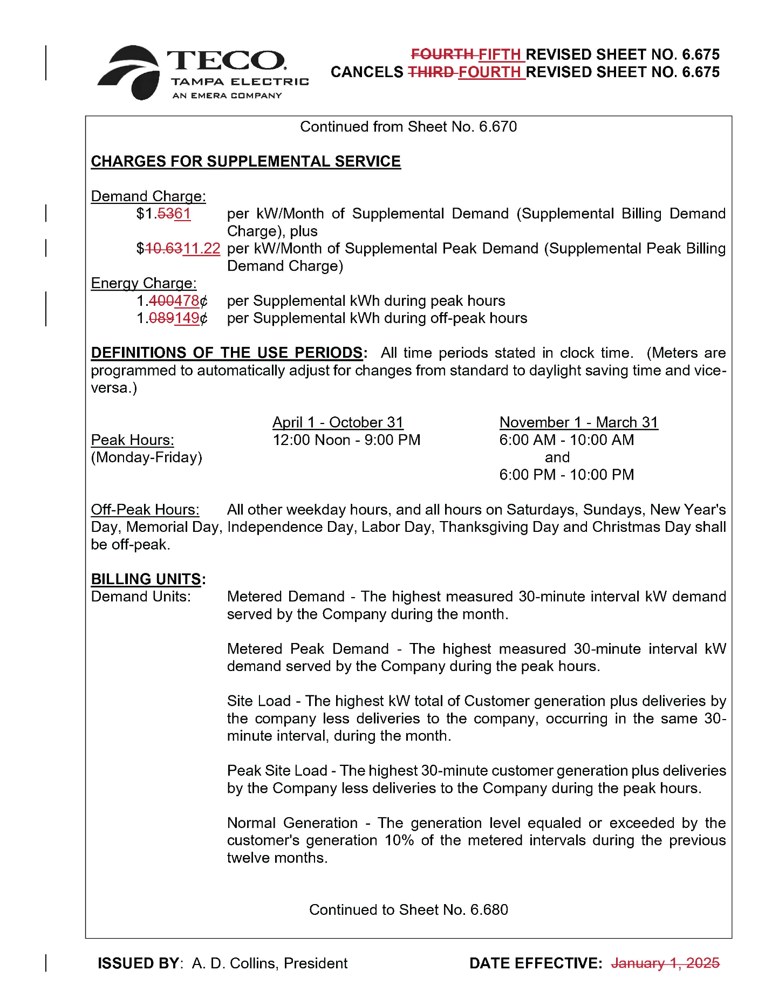 TECO.
TAMPA ELECTRIC
AN EMERA COMPANY
FOURTH FIFTH REVISED SHEET NO. 6.675
CANCELS THIRD FOURTH REVISED SHEET NO. 6.675
Continued from Sheet No. 6.670
CHARGES FOR SUPPLEMENTAL SERVICE
Demand Charge:
$1.5361 per kW/Month of Supplemental Demand (Supplemental Billing Demand
Charge), plus
$10.6311.22 per kW/Month of Supplemental Peak Demand (Supplemental Peak Billing
Demand Charge)
Energy Charge:
1.400478¢ per Supplemental kWh during peak hours
1.089149¢ per Supplemental kWh during off-peak hours
DEFINITIONS OF THE USE PERIODS: All time periods stated in clock time. (Meters are
programmed to automatically adjust for changes from standard to daylight saving time and vice-
versa.)
April 1 - October 31 November 1 - March 31
Peak Hours: 12:00 Noon - 9:00 PM 6:00 AM - 10:00 AM
(Monday-Friday) and
6:00 PM - 10:00 PM
Off-Peak Hours: All other weekday hours, and all hours on Saturdays, Sundays, New Year's
Day, Memorial Day, Independence Day, Labor Day, Thanksgiving Day and Christmas Day shall
be off-peak.
BILLING UNITS:
Demand Units: Metered Demand - The highest measured 30-minute interval kW demand
served by the Company during the month.
Metered Peak Demand - The highest measured 30-minute interval kW
demand served by the Company during the peak hours.
Site Load - The highest kW total of Customer generation plus deliveries by
the company less deliveries to the company, occurring in the same 30-
minute interval, during the month.
Peak Site Load - The highest 30-minute customer generation plus deliveries
by the Company less deliveries to the Company during the peak hours.
Normal Generation - The generation level equaled or exceeded by the
customer's generation 10% of the metered intervals during the previous
twelve months.
Continued to Sheet No. 6.680
ISSUED BY: A. D. Collins, President DATE EFFECTIVE: January 1, 2025